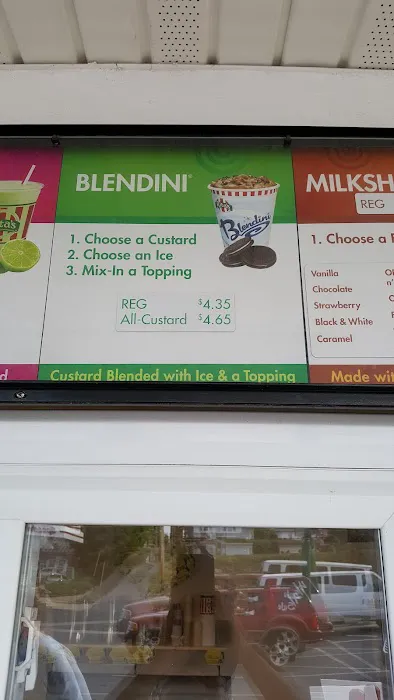 BLENDINI®
Blendini
1. Choose a Custard
2. Choose an Ice
3. Mix-In a Topping
REG $4.35
All-Custard $4.65
Custard Blended with Ice & a Topping
MILKSH
REG
1. Choose a
Vanilla
Chocolate
Strawberry
Black & White
Caramel
Made wit